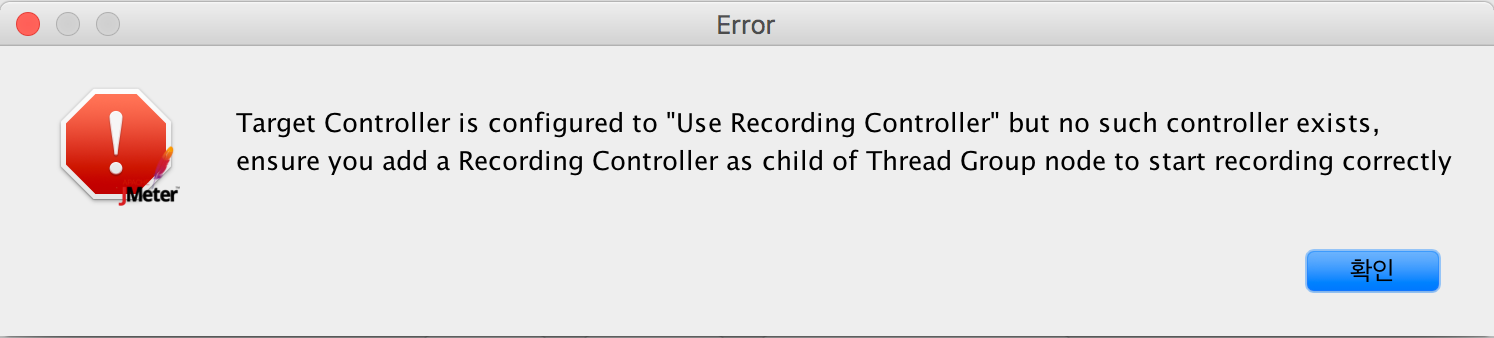 Error
Target Controller is configured to "Use Recording Controller" but no such controller exists,
ensure you add a Recording Controller as child of Thread Group node to start recording correctly
JMeter™
확인